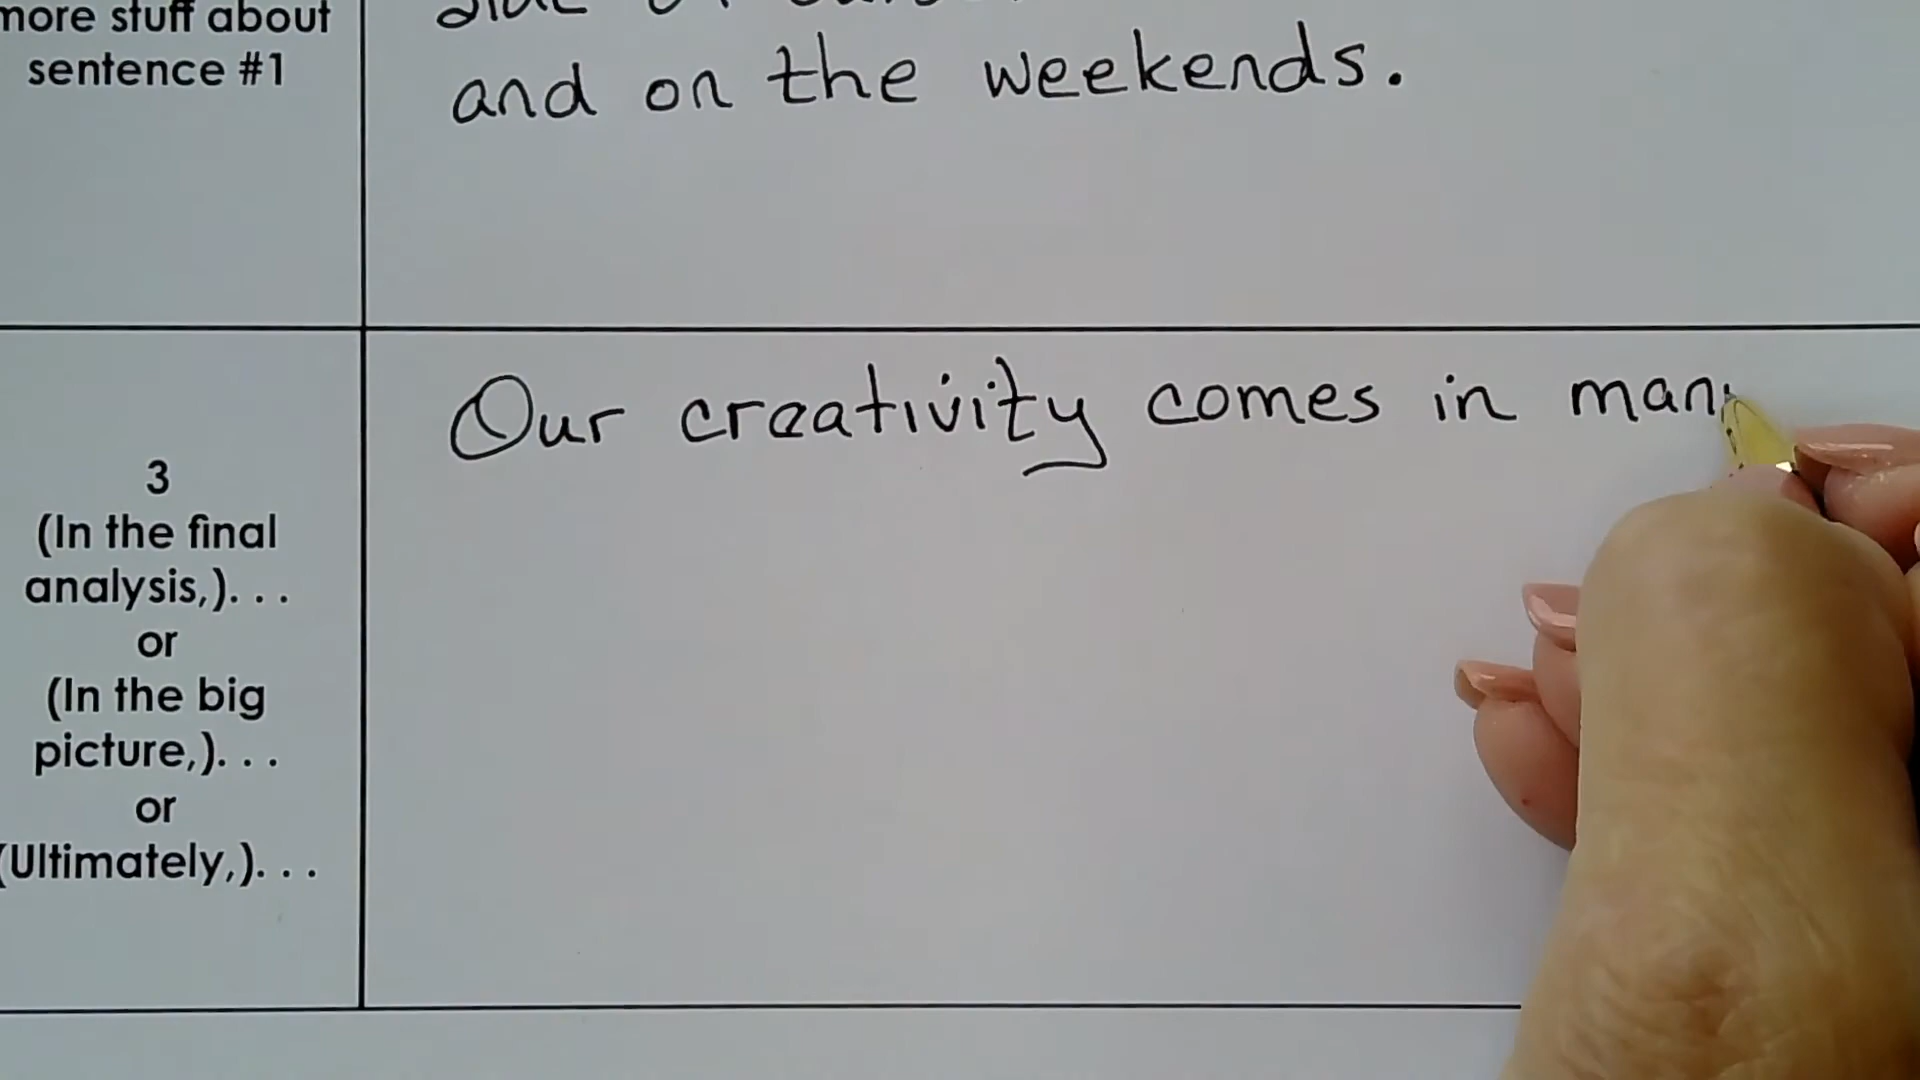 more stuff about
sentence #1
and on the weekends.
Our creativity comes in man
3
(In the final
analysis,). . .
or
(In the big
picture,). . .
or
(Ultimately,). . .